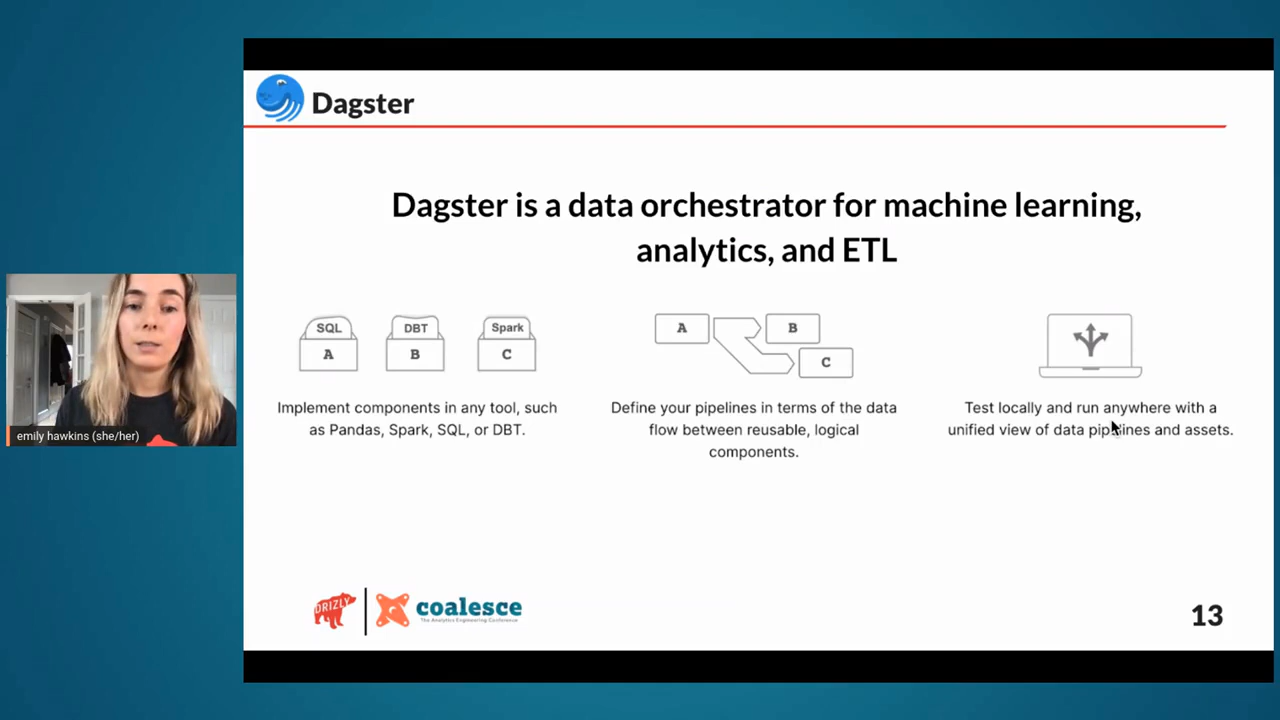 Dagster
Dagster is a data orchestrator for machine learning,
analytics, and ETL
SQL
A
DBT
B
Spark
C
A
B
C
Implement components in any tool, such
as Pandas, Spark, SQL, or DBT.
Define your pipelines in terms of the data
flow between reusable, logical
components.
Test locally and run anywhere with a
unified view of data pipelines and assets.
emily hawkins (she/her)
DRIZLY
coalesce
The Analytics Engineering Conference
13